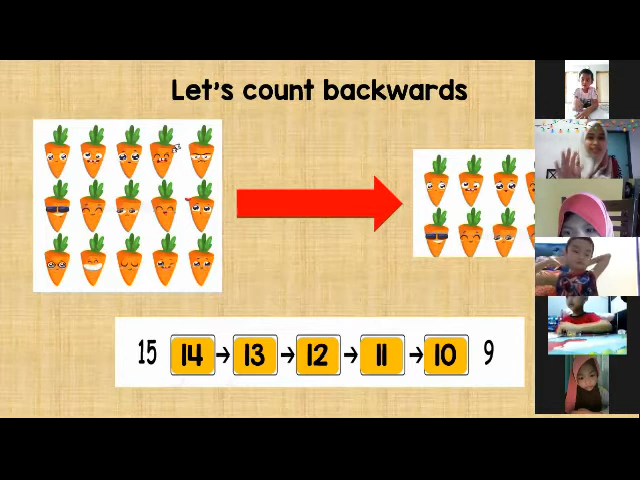 Let's count backwards
15 14 → 13 → 12 → 11 → 10 9